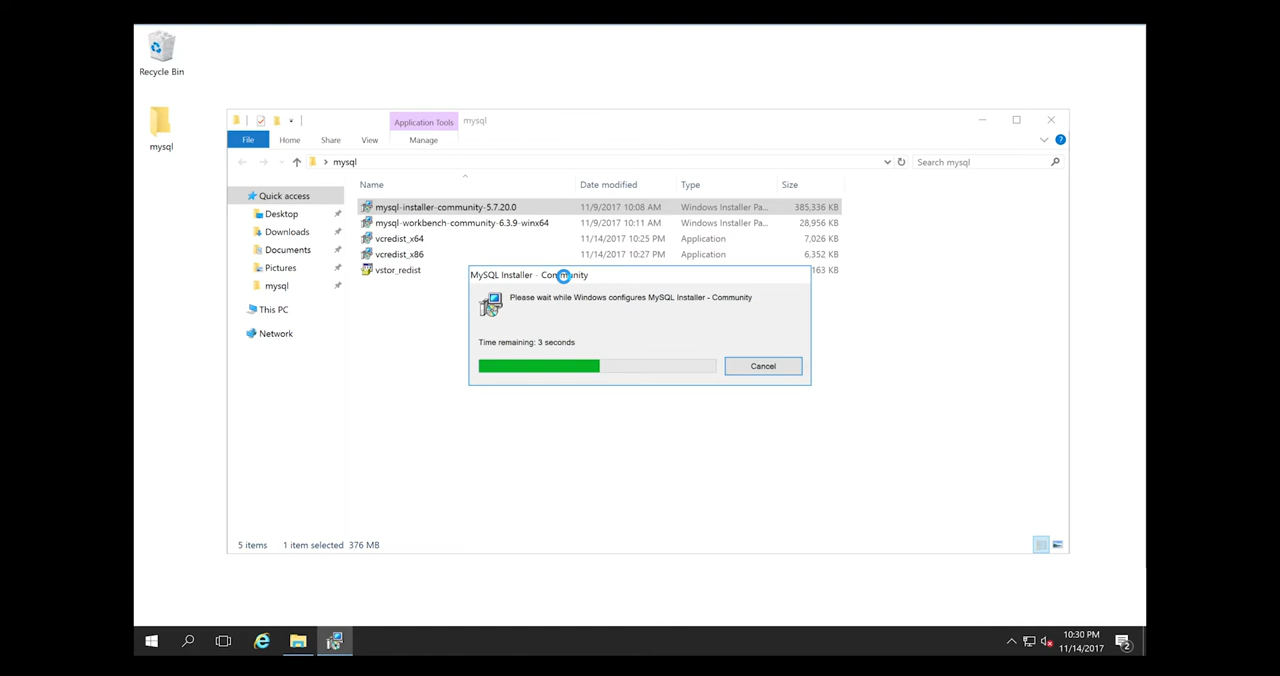 Recycle Bin
mysql
Application Tools
mysql
File
Home
Share
View
Manage
mysql
Search mysql
Name
Date modified
Type
Size
Quick access
Desktop
Downloads
Documents
Pictures
mysql
This PC
Network
mysql-installer-community-5.7.20.0 11/9/2017 10:08 AM Windows Installer Pa... 385,336 KB
mysql-workbench-community-6.3.9-winx64 11/9/2017 10:11 AM Windows Installer Pa... 28,956 KB
vcredist_x64 11/14/2017 10:25 PM Application 7,026 KB
vcredist_x86 11/14/2017 10:27 PM Application 6,352 KB
vstor_redist 163 KB
MySQL Installer - Community
Please wait while Windows configures MySQL Installer - Community
Time remaining: 3 seconds
Cancel
5 items 1 item selected 376 MB
10:30 PM
11/14/2017
2